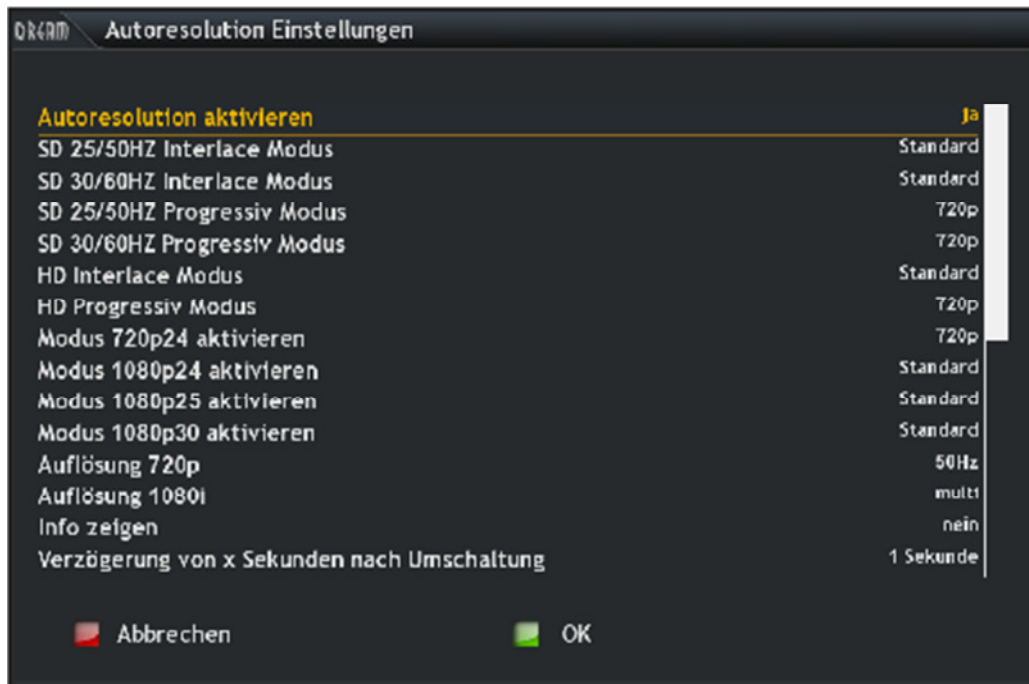 DREAM Autoresolution Einstellungen
Autoresolution aktivieren Ja
SD 25/50HZ Interlace Modus Standard
SD 30/60HZ Interlace Modus Standard
SD 25/50HZ Progressiv Modus 720p
SD 30/60HZ Progressiv Modus 720p
HD Interlace Modus Standard
HD Progressiv Modus 720p
Modus 720p24 aktivieren 720p
Modus 1080p24 aktivieren Standard
Modus 1080p25 aktivieren Standard
Modus 1080p30 aktivieren Standard
Auflösung 720p 50Hz
Auflösung 1080i multi
Info zeigen nein
Verzögerung von x Sekunden nach Umschaltung 1 Sekunde
Abbrechen OK